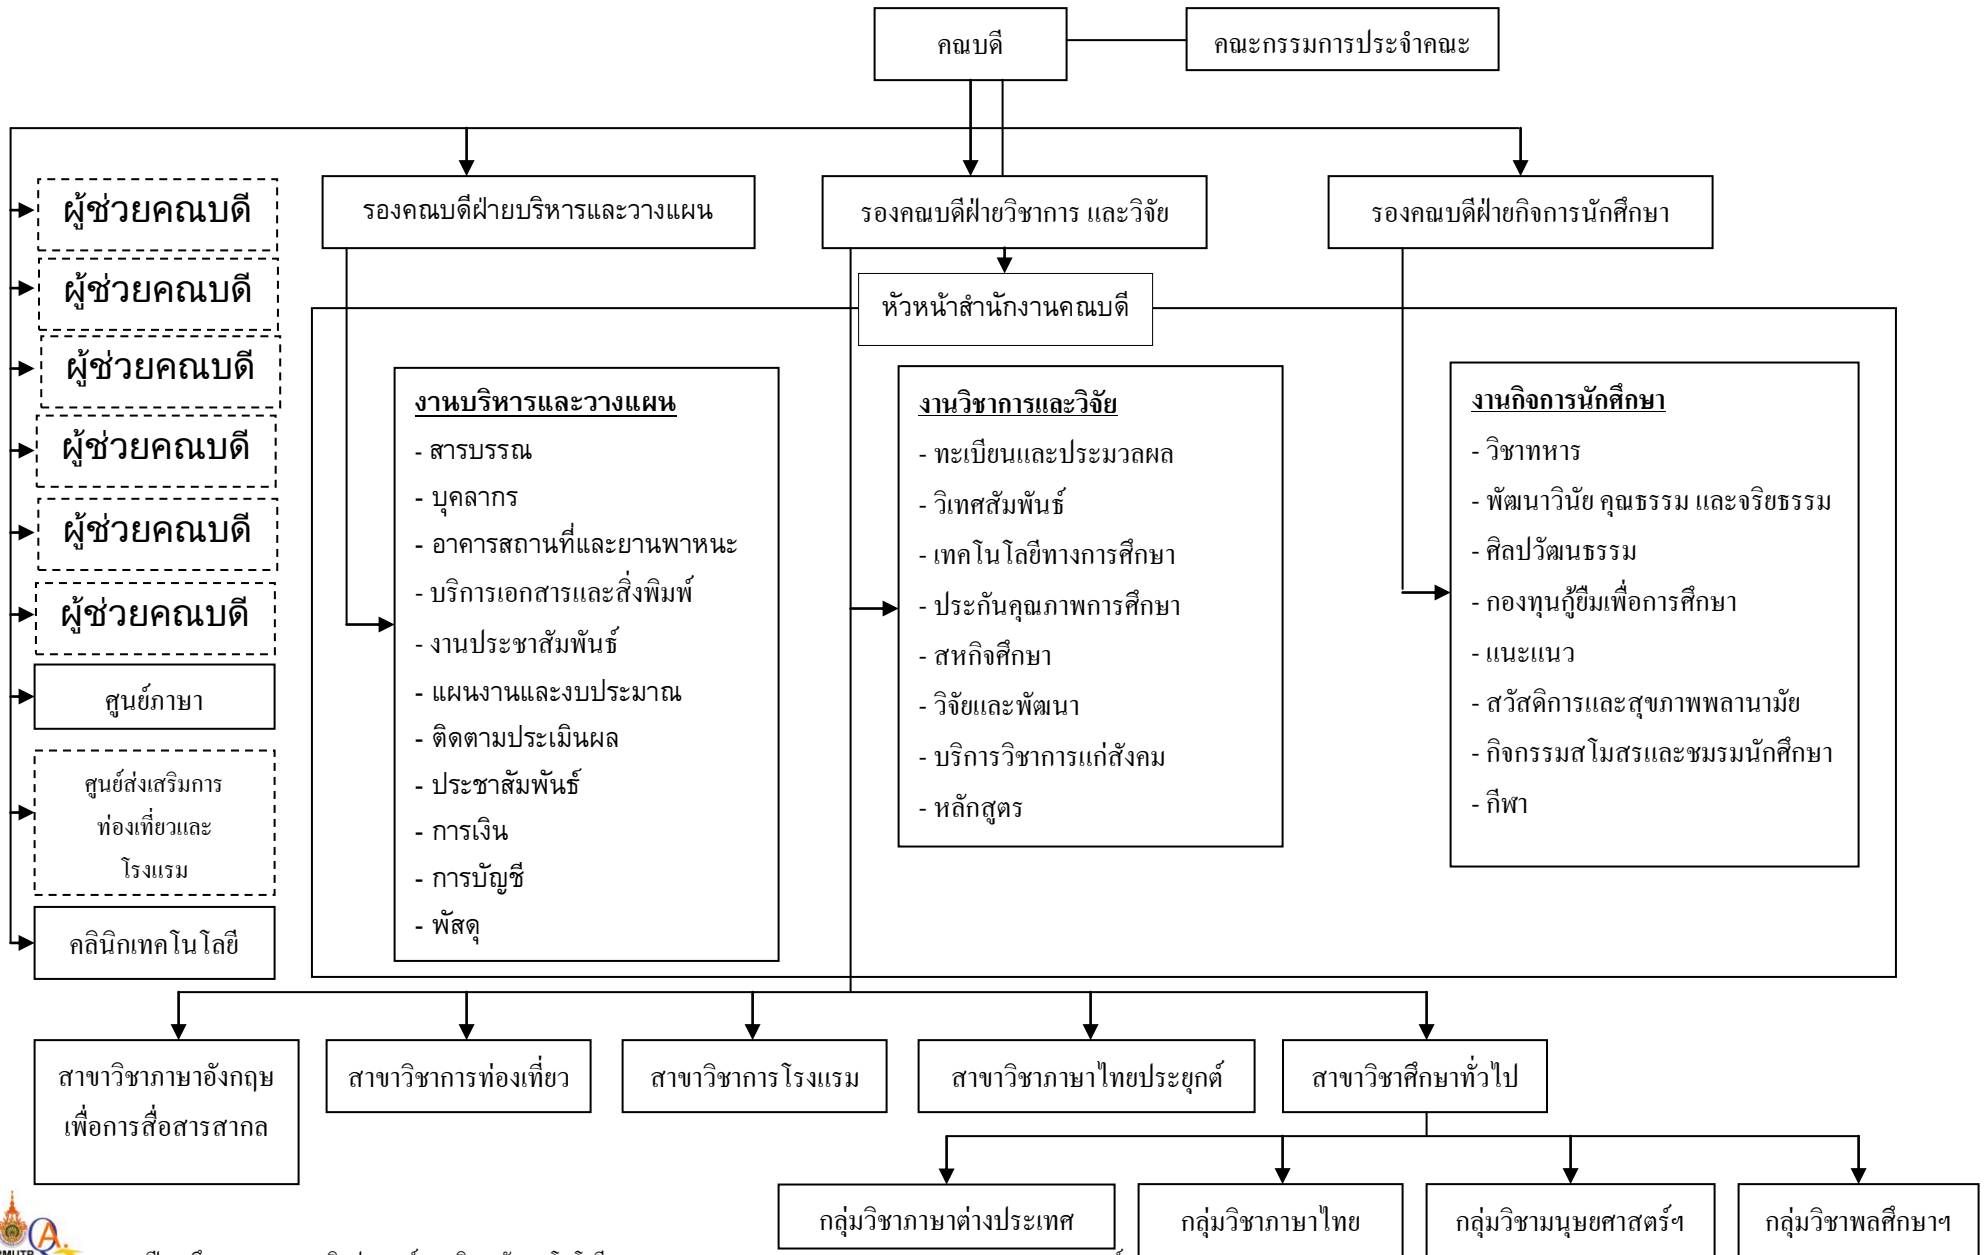 คณบดี
คณะกรรมการประจำคณะ
รองคณบดีฝ่ายบริหารและวางแผน
รองคณบดีฝ่ายวิชาการ และวิจัย
รองคณบดีฝ่ายกิจการนักศึกษา
ผู้ช่วยคณบดี
ผู้ช่วยคณบดี
ผู้ช่วยคณบดี
ผู้ช่วยคณบดี
ผู้ช่วยคณบดี
ผู้ช่วยคณบดี
ศูนย์ภาษา
ศูนย์ส่งเสริมการ
ท่องเที่ยวและ
โรงแรม
คลินิกเทคโนโลยี
หัวหน้าสำนักงานคณบดี
งานบริหารและวางแผน
- สารบรรณ
- บุคลากร
- อาคารสถานที่และยานพาหนะ
- บริการเอกสารและสิ่งพิมพ์
- งานประชาสัมพันธ์
- แผนงานและงบประมาณ
- ติดตามประเมินผล
- ประชาสัมพันธ์
- การเงิน
- การบัญชี
- พัสดุ
งานวิชาการและวิจัย
- ทะเบียนและประมวลผล
- วิเทศสัมพันธ์
- เทคโนโลยีทางการศึกษา
- ประกันคุณภาพการศึกษา
- สหกิจศึกษา
- วิจัยและพัฒนา
- บริการวิชาการแก่สังคม
- หลักสูตร
งานกิจการนักศึกษา
- วิชาทหาร
- พัฒนาวินัย คุณธรรม และจริยธรรม
- ศิลปวัฒนธรรม
- กองทุนกู้ยืมเพื่อการศึกษา
- แนะแนว
- สวัสดิการและสุขภาพพลานามัย
- กิจกรรมสโมสรและชมรมนักศึกษา
- กีฬา
สาขาวิชาภาษาอังกฤษ
เพื่อการสื่อสารสากล
สาขาวิชาการท่องเที่ยว
สาขาวิชาการโรงแรม
สาขาวิชาภาษาไทยประยุกต์
สาขาวิชาศึกษาทั่วไป
กลุ่มวิชาภาษาต่างประเทศ
กลุ่มวิชาภาษาไทย
กลุ่มวิชามนุษยศาสตร์ฯ
กลุ่มวิชาพลศึกษาฯ